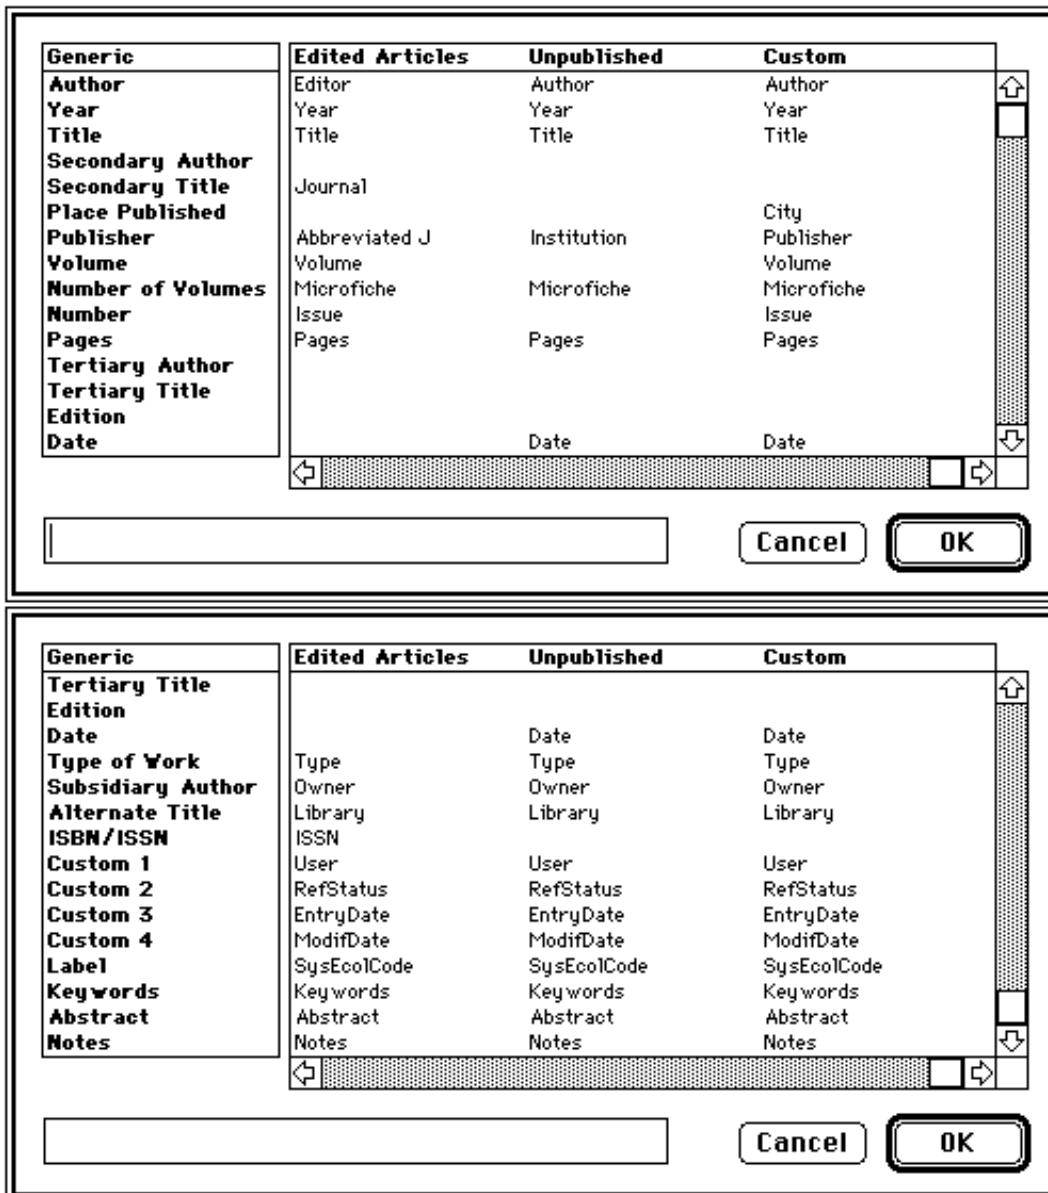 Generic Edited Articles Unpublished Custom
Author Editor Author Author
Year Year Year Year
Title Title Title Title
Secondary Author
Secondary Title Journal
Place Published City
Publisher Abbreviated J Institution Publisher
Volume Volume Volume
Number of Volumes Microfiche Microfiche Microfiche
Number Issue Issue
Pages Pages Pages Pages
Tertiary Author
Tertiary Title
Edition
Date Date Date
Cancel OK
Generic Edited Articles Unpublished Custom
Tertiary Title
Edition
Date Date Date
Type of Work Type Type Type
Subsidiary Author Owner Owner Owner
Alternate Title Library Library Library
ISBN/ISSN ISSN
Custom 1 User User User
Custom 2 RefStatus RefStatus RefStatus
Custom 3 EntryDate EntryDate EntryDate
Custom 4 ModifDate ModifDate ModifDate
Label SysEcolCode SysEcolCode SysEcolCode
Keywords Keywords Keywords Keywords
Abstract Abstract Abstract Abstract
Notes Notes Notes Notes
Cancel OK